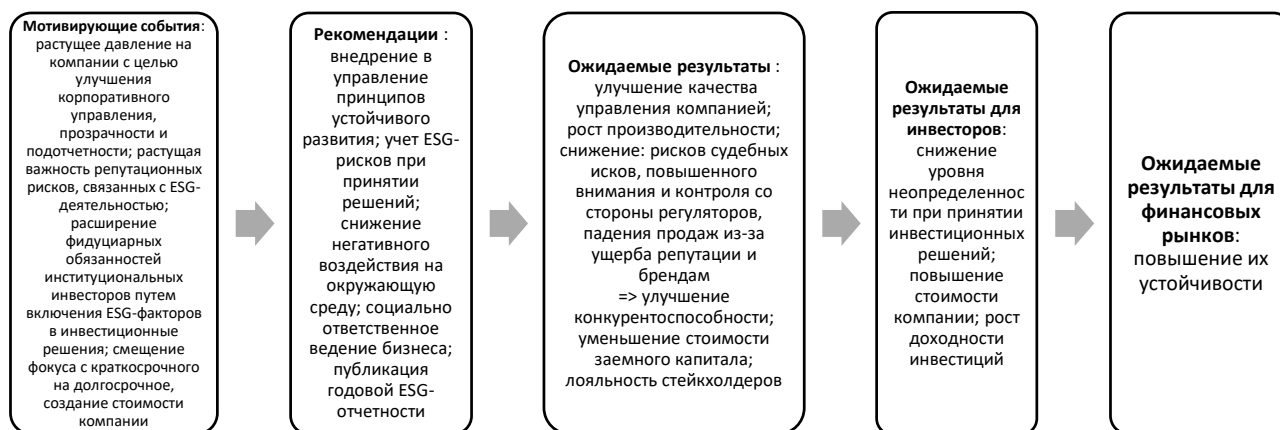 Мотивирующие события:
растущее давление на
компании с целью
улучшения
корпоративного
управления,
прозрачности и
подотчетности; растущая
важность репутационных
рисков, связанных с ESG-
деятельностью;
расширение
фидуциарных
обязанностей
институциональных
инвесторов путем
включения ESG-факторов
в инвестиционные
решения; смещение
фокуса с краткосрочного
на долгосрочное,
создание стоимости
компании
Рекомендации :
внедрение в
управление
принципов
устойчивого
развития; учет ESG-
рисков при
принятии
решений;
снижение
негативного
воздействия на
окружающую
среду; социально
ответственное
ведение бизнеса;
публикация
годовой ESG-
отчетности
Ожидаемые результаты :
улучшение качества
управления компанией;
рост производительности;
снижение: рисков судебных
исков, повышенного
внимания и контроля со
стороны регуляторов,
падения продаж из-за
ущерба репутации и
брендам
=> улучшение
конкурентоспособности;
уменьшение стоимости
заемного капитала;
лояльность стейкхолдеров
Ожидаемые
результаты для
инвесторов:
снижение
уровня
неопределеннос
ти при принятии
инвестиционных
решений;
повышение
стоимости
компании; рост
доходности
инвестиций
Ожидаемые
результаты для
финансовых
рынков:
повышение их
устойчивости